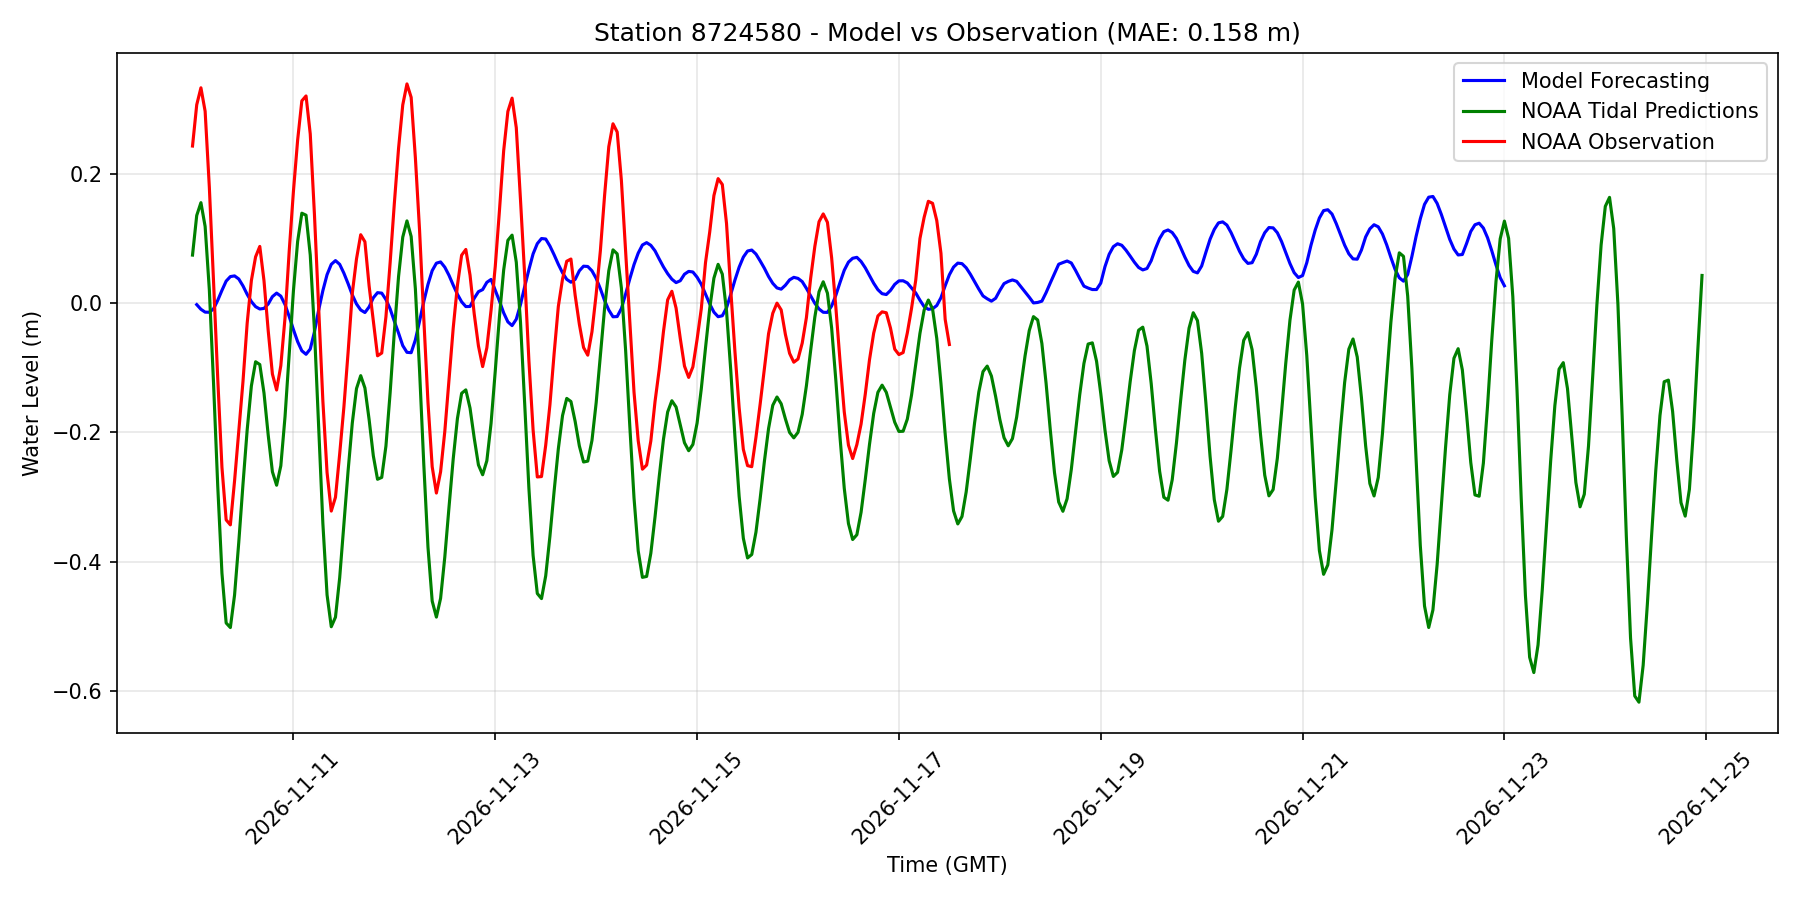 Station 8724580 - Model vs Observation (MAE: 0.158 m)
Model Forecasting
NOAA Tidal Predictions
NOAA Observation
Water Level (m)
0.2
0.0
−0.2
−0.4
−0.6
2026-11-11
2026-11-13
2026-11-15
2026-11-17
2026-11-19
2026-11-21
2026-11-23
2026-11-25
Time (GMT)